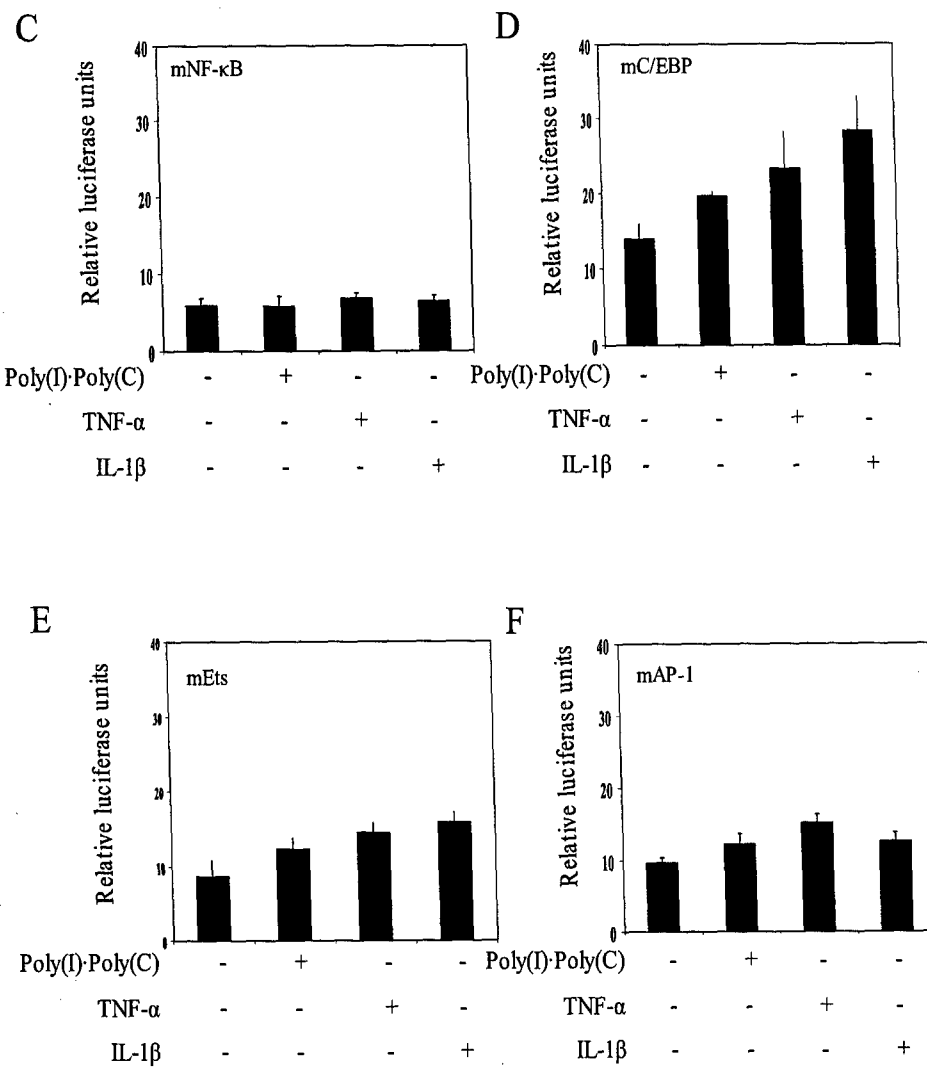 C
Relative luciferase units
40
30
20
10
0
mNF-κB
Poly(I)·Poly(C) - + - -
TNF-α - - + -
IL-1β - - - +
D
Relative luciferase units
40
30
20
10
0
mC/EBP
Poly(I)·Poly(C) - + - -
TNF-α - - + -
IL-1β - - - +
E
Relative luciferase units
40
30
20
10
0
mEts
Poly(I)·Poly(C) - + - -
TNF-α - - + -
IL-1β - - - +
F
Relative luciferase units
40
30
20
10
0
mAP-1
Poly(I)·Poly(C) - + - -
TNF-α - - + -
IL-1β - - - +